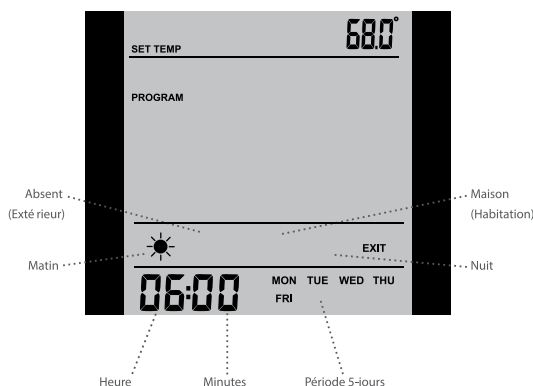 68.0°
SET TEMP
PROGRAM
Absent
(Exté rieur)
Maison
(Habitation)
EXIT
Matin
Nuit
06:00
MON TUE WED THU
FRI
Heure
Minutes
Période 5-jours